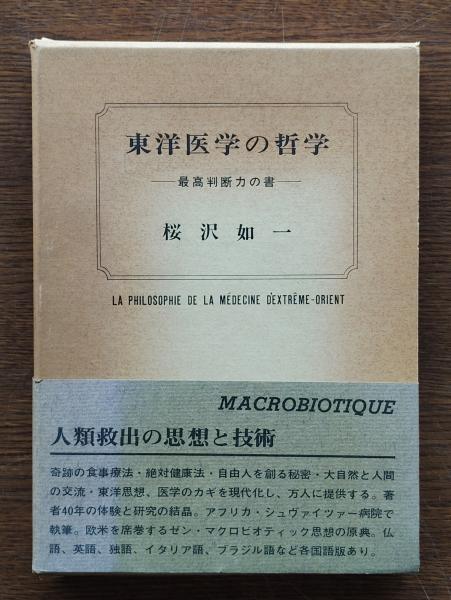 東洋医学の哲学
―最高判断力の書―
桜沢如一
LA PHILOSOPHIE DE LA MÉDECINE D'EXTRÊME-ORIENT
MACROBIOTIQUE
人類救出の思想と技術
奇跡の食事療法・絶対健康法・自由人を創る秘密・大自然と人間
の交流・東洋思想、医学のカギを現代化し、万人に提供する。著
者40年の体験と研究の結晶。アフリカ・シュヴァイツァー病院で
執筆。欧米を席巻するゼン・マクロビオティック思想の原典。仏
語、英語、独語、イタリア語、ブラジル語など各国語版あり。